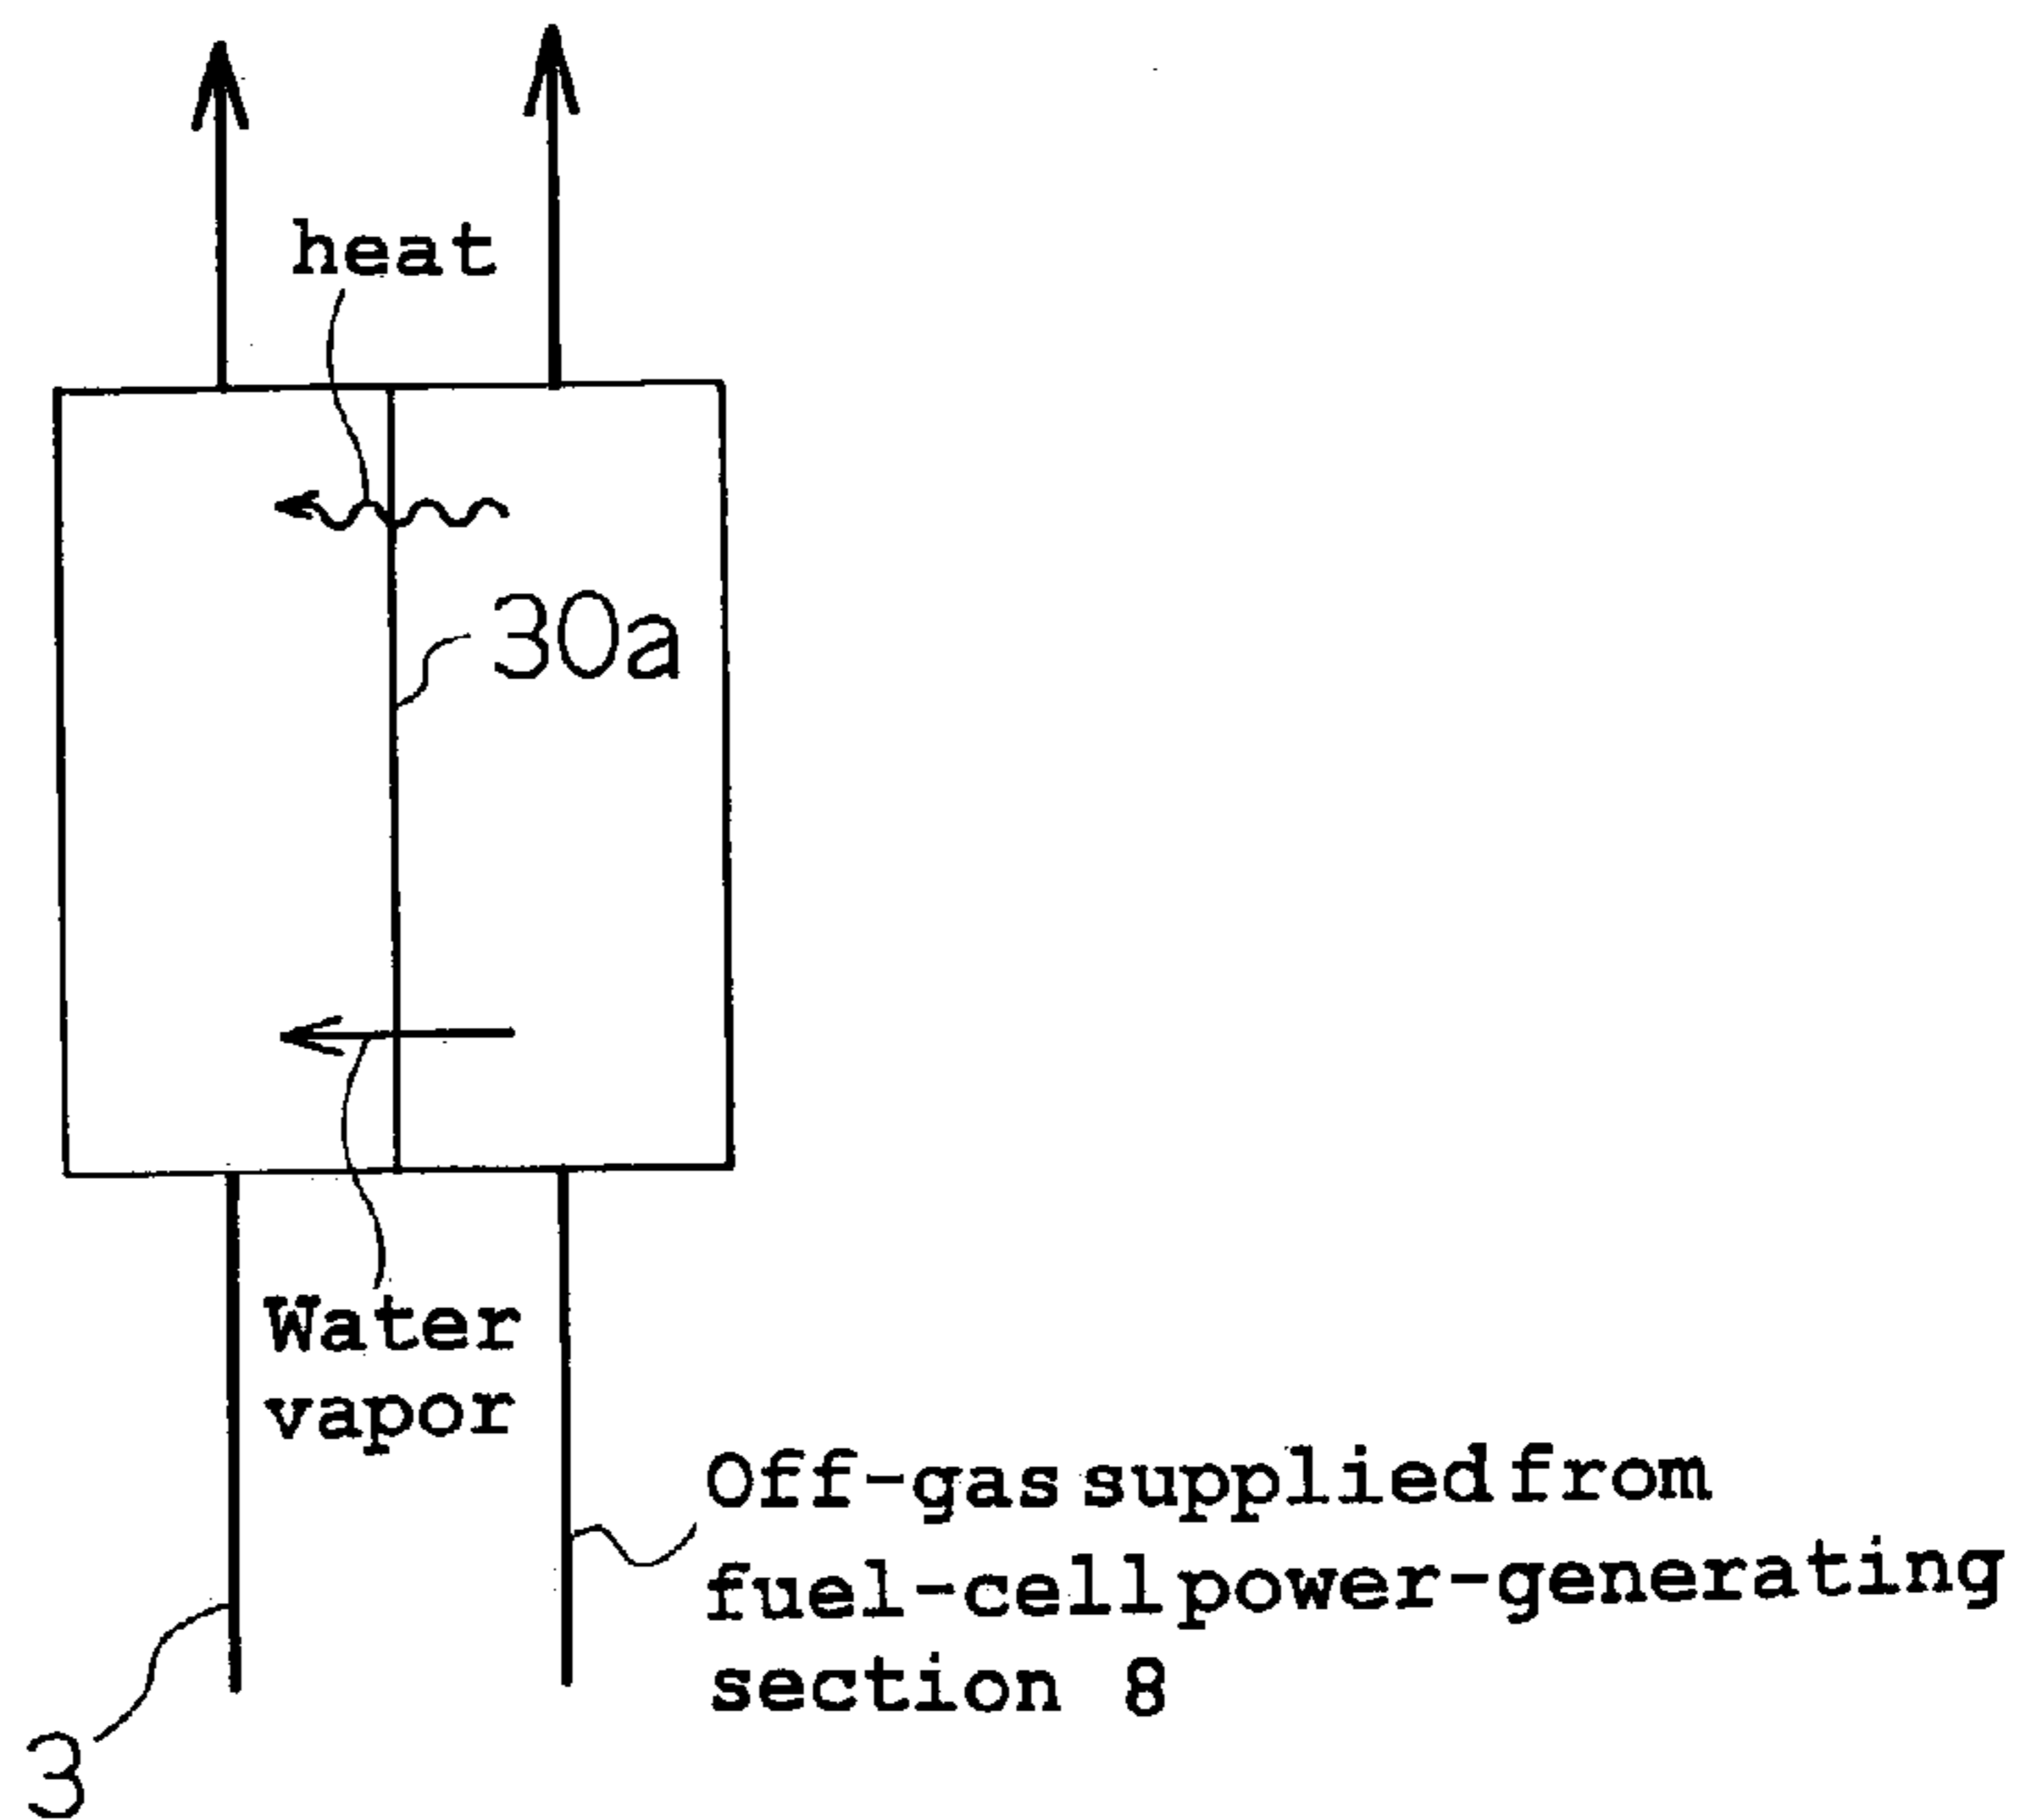 heat
30a
Water
vapor
Off-gas supplied from
fuel-cell power-generating
section 8
3